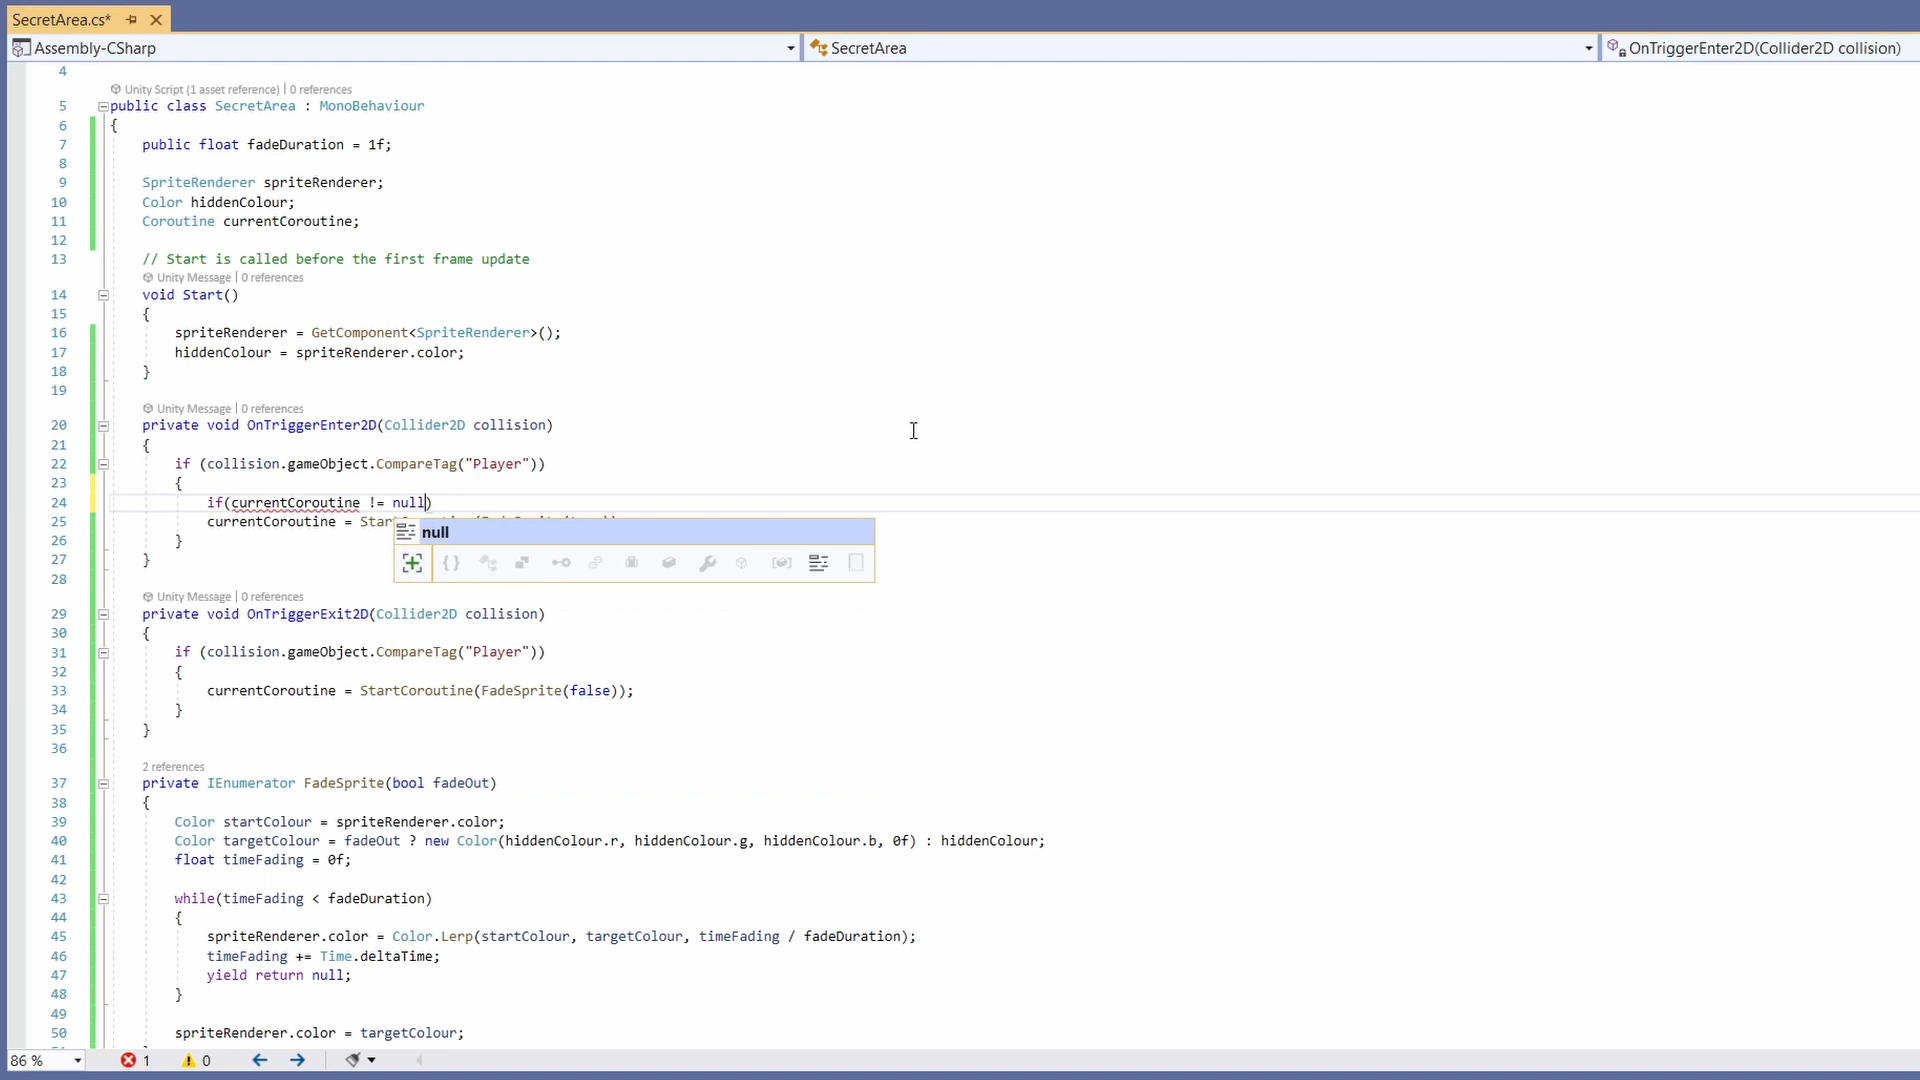 SecretArea.cs*
Assembly-CSharp
SecretArea
OnTriggerEnter2D(Collider2D collision)
4
Unity Script (1 asset reference) | 0 references
5 public class SecretArea : MonoBehaviour
6 {
7 public float fadeDuration = 1f;
8
9 SpriteRenderer spriteRenderer;
10 Color hiddenColour;
11 Coroutine currentCoroutine;
12
13 // Start is called before the first frame update
Unity Message | 0 references
14 void Start()
15 {
16 spriteRenderer = GetComponent<SpriteRenderer>();
17 hiddenColour = spriteRenderer.color;
18 }
19
Unity Message | 0 references
20 private void OnTriggerEnter2D(Collider2D collision)
21 {
22 if (collision.gameObject.CompareTag("Player"))
23 {
24 if(currentCoroutine != null)
25 currentCoroutine =
null
26 }
27 }
28
Unity Message | 0 references
29 private void OnTriggerExit2D(Collider2D collision)
30 {
31 if (collision.gameObject.CompareTag("Player"))
32 {
33 currentCoroutine = StartCoroutine(FadeSprite(false));
34 }
35 }
36
2 references
37 private IEnumerator FadeSprite(bool fadeOut)
38 {
39 Color startColour = spriteRenderer.color;
40 Color targetColour = fadeOut ? new Color(hiddenColour.r, hiddenColour.g, hiddenColour.b, 0f) : hiddenColour;
41 float timeFading = 0f;
42
43 while(timeFading < fadeDuration)
44 {
45 spriteRenderer.color = Color.Lerp(startColour, targetColour, timeFading / fadeDuration);
46 timeFading += Time.deltaTime;
47 yield return null;
48 }
49
50 spriteRenderer.color = targetColour;
86 %
1
0